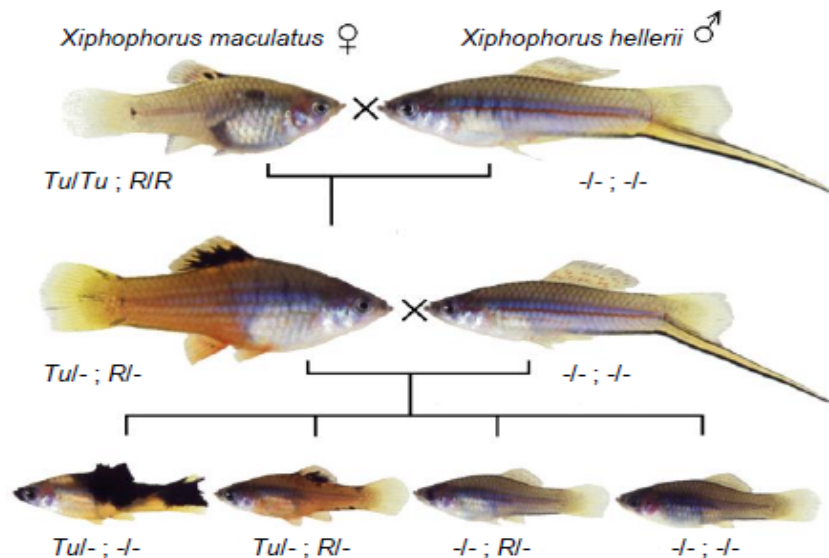 Xiphophorus maculatus ♀ Xiphophorus hellerii ♂
×
Tu/Tu ; R/R -/- ; -/-
×
Tu/- ; R/- -/- ; -/-
Tu/- ; -/- Tu/- ; R/- -/- ; R/- -/- ; -/-